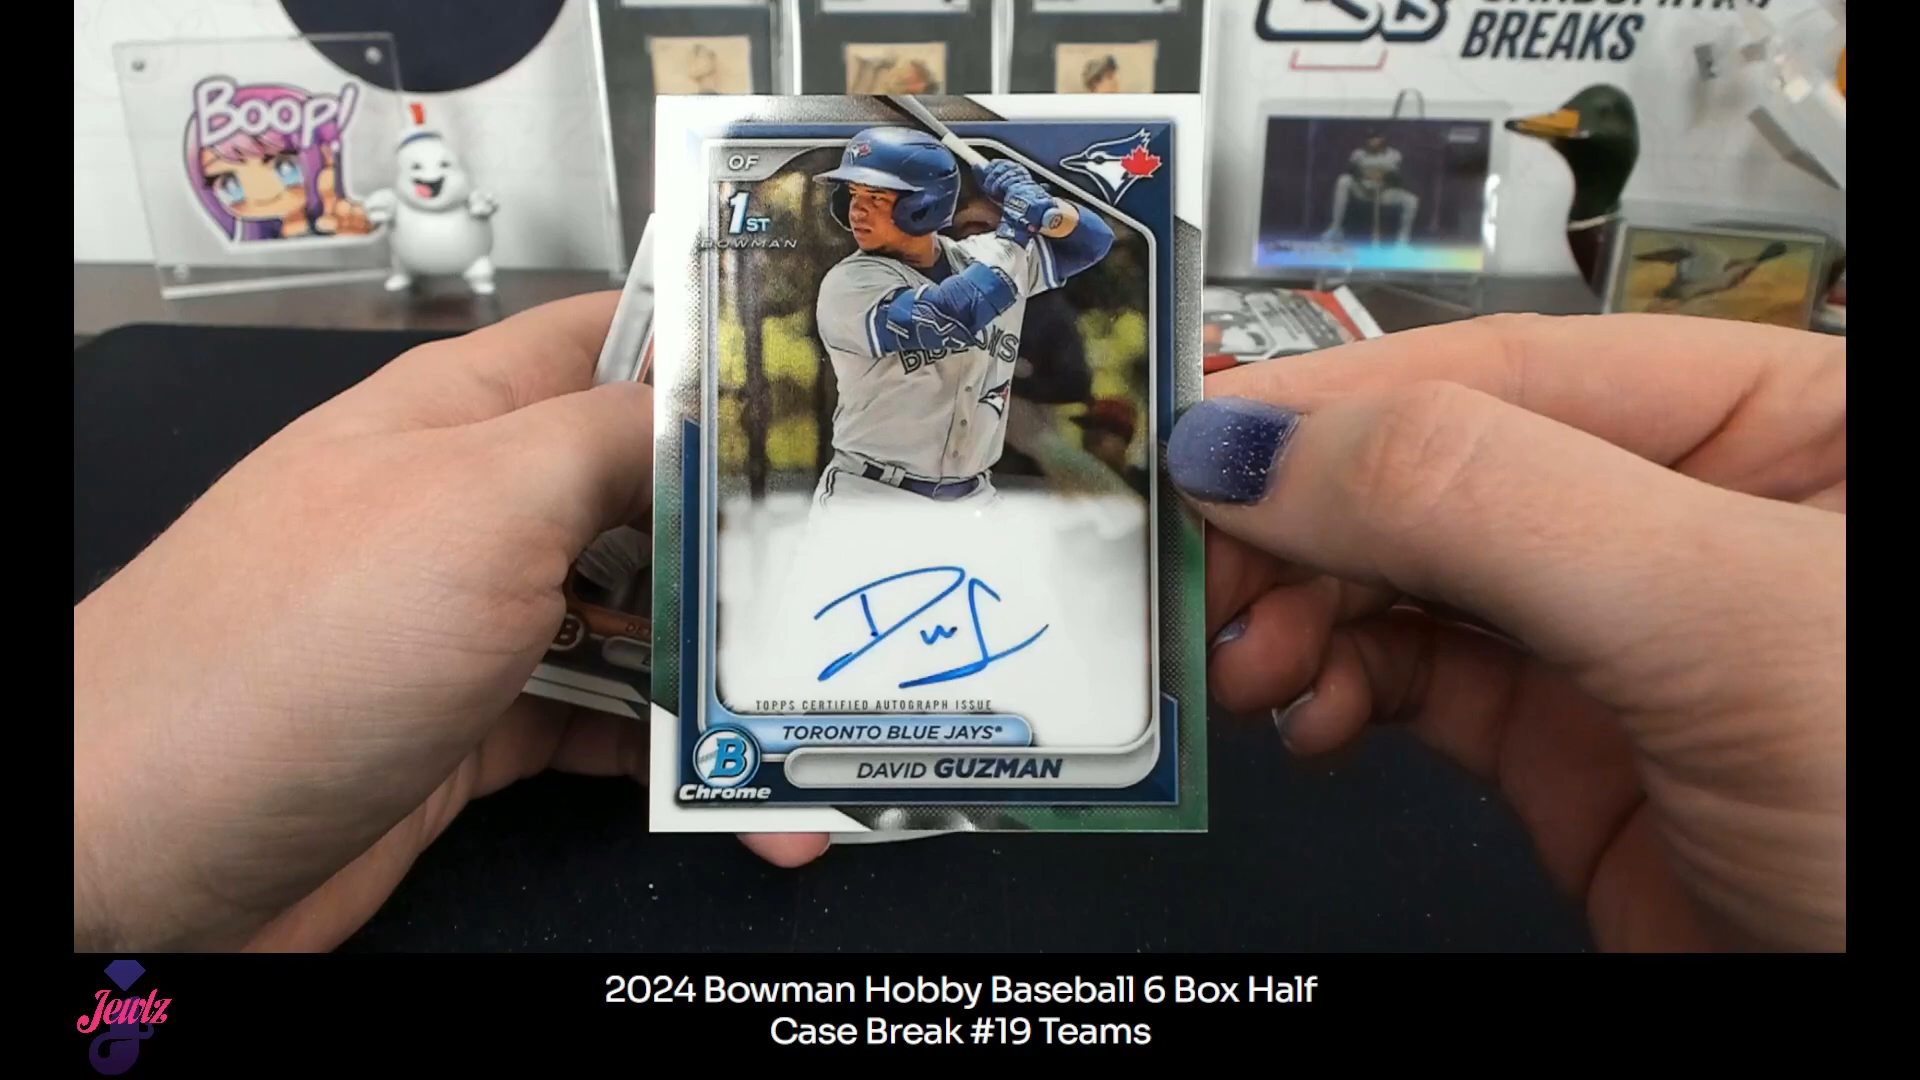 BOOP!
BREAKS
OF
1ST
BOWMAN
TOPPS CERTIFIED AUTOGRAPH ISSUE
TORONTO BLUE JAYS®
B
DAVID GUZMAN
Chrome
Jewlz
2024 Bowman Hobby Baseball 6 Box Half
Case Break #19 Teams